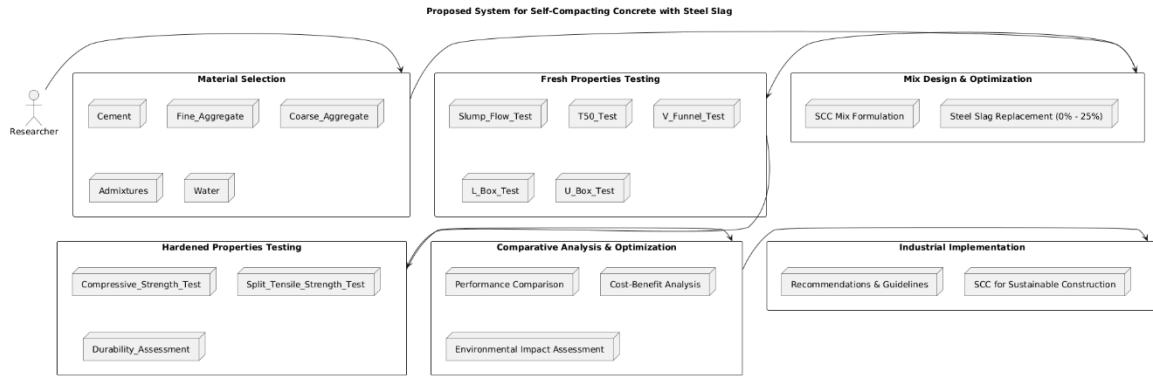 Proposed System for Self-Compacting Concrete with Steel Slag
Researcher
Material Selection
Cement
Fine_Aggregate
Coarse_Aggregate
Admixtures
Water
Fresh Properties Testing
Slump_Flow_Test
T50_Test
V_Funnel_Test
L_Box_Test
U_Box_Test
Mix Design & Optimization
SCC Mix Formulation
Steel Slag Replacement (0% - 25%)
Hardened Properties Testing
Compressive_Strength_Test
Split_Tensile_Strength_Test
Durability_Assessment
Comparative Analysis & Optimization
Performance Comparison
Cost-Benefit Analysis
Environmental Impact Assessment
Industrial Implementation
Recommendations & Guidelines
SCC for Sustainable Construction